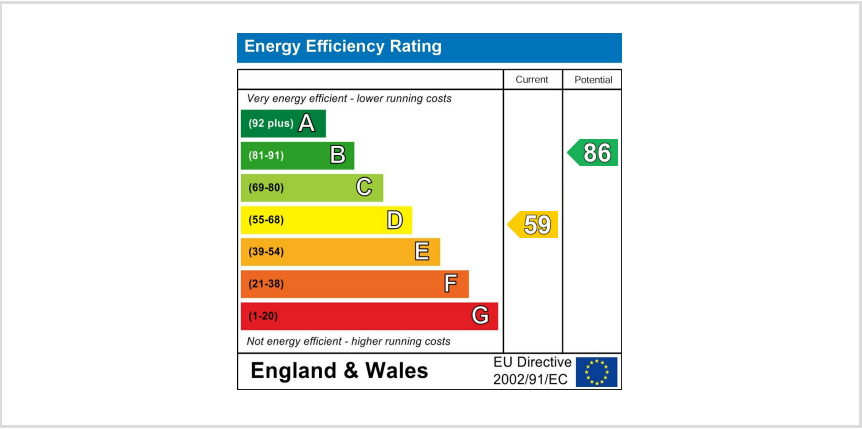 Energy Efficiency Rating
Current Potential
Very energy efficient - lower running costs
(92 plus) A
(81-91) B
86
(69-80) C
(55-68) D
59
(39-54) E
(21-38) F
(1-20) G
Not energy efficient - higher running costs
England & Wales
EU Directive
2002/91/EC